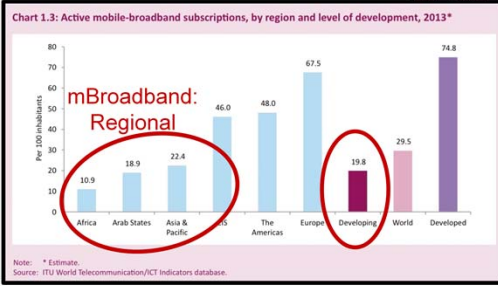 Chart 1.3: Active mobile-broadband subscriptions, by region and level of development, 2013*
Per 100 inhabitants
80
70
60
50
40
30
20
10
0
mBroadband:
Regional
10.9
18.9
22.4
46.0
48.0
67.5
19.8
29.5
74.8
Africa
Arab States
Asia &
Pacific
The
Americas
Europe
Developing
World
Developed
Note: * Estimate.
Source: ITU World Telecommunication/ICT Indicators database.